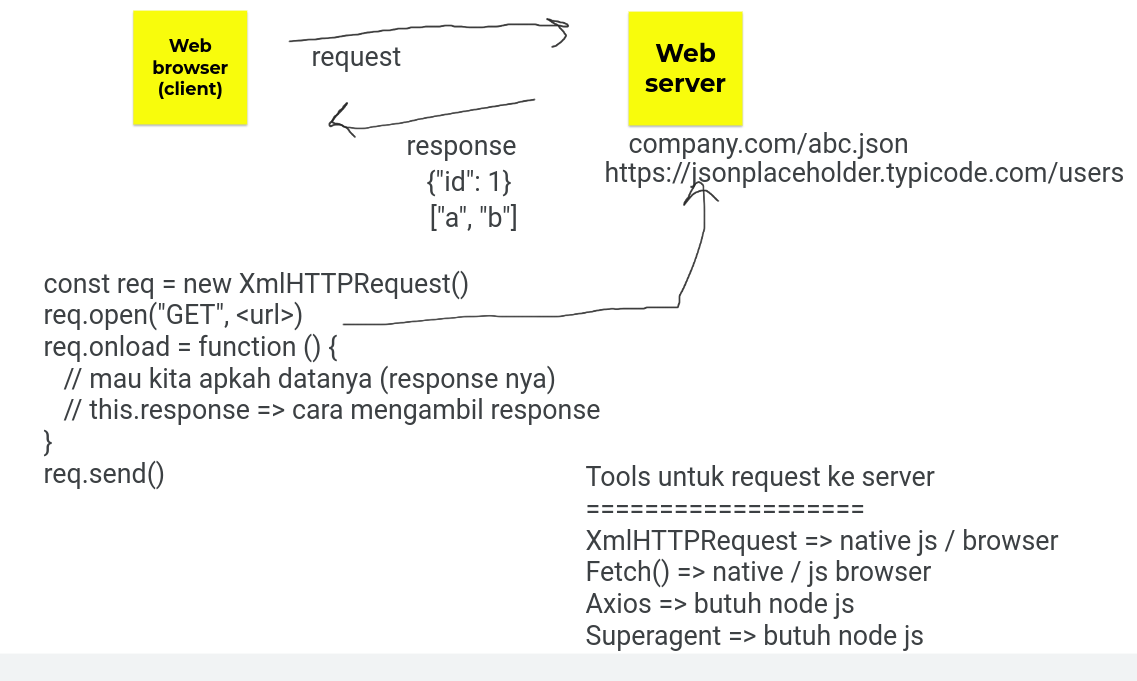 Web
browser
(client)
request
Web
server
company.com/abc.json
https://jsonplaceholder.typicode.com/users
response
{"id": 1}
["a", "b"]
const req = new XmlHTTPRequest()
req.open("GET", <url>)
req.onload = function () {
// mau kita apkah datanya (response nya)
// this.response => cara mengambil response
}
req.send()
Tools untuk request ke server
===================
XmlHTTPRequest => native js / browser
Fetch() => native / js browser
Axios => butuh node js
Superagent => butuh node js